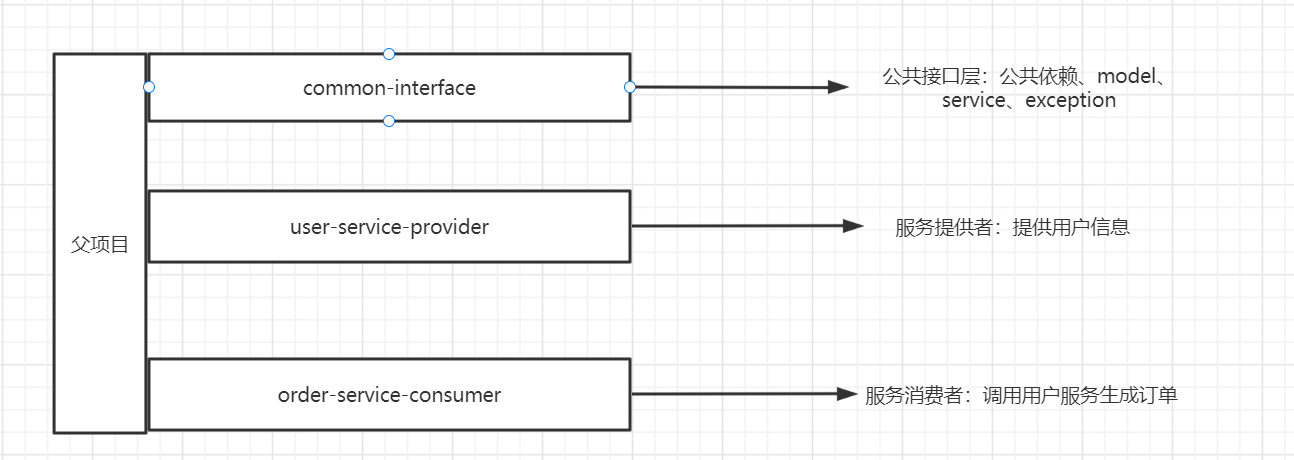 父项目
common-interface
公共接口层：公共依赖、model、
service、exception
user-service-provider
服务提供者：提供用户信息
order-service-consumer
服务消费者：调用用户服务生成订单